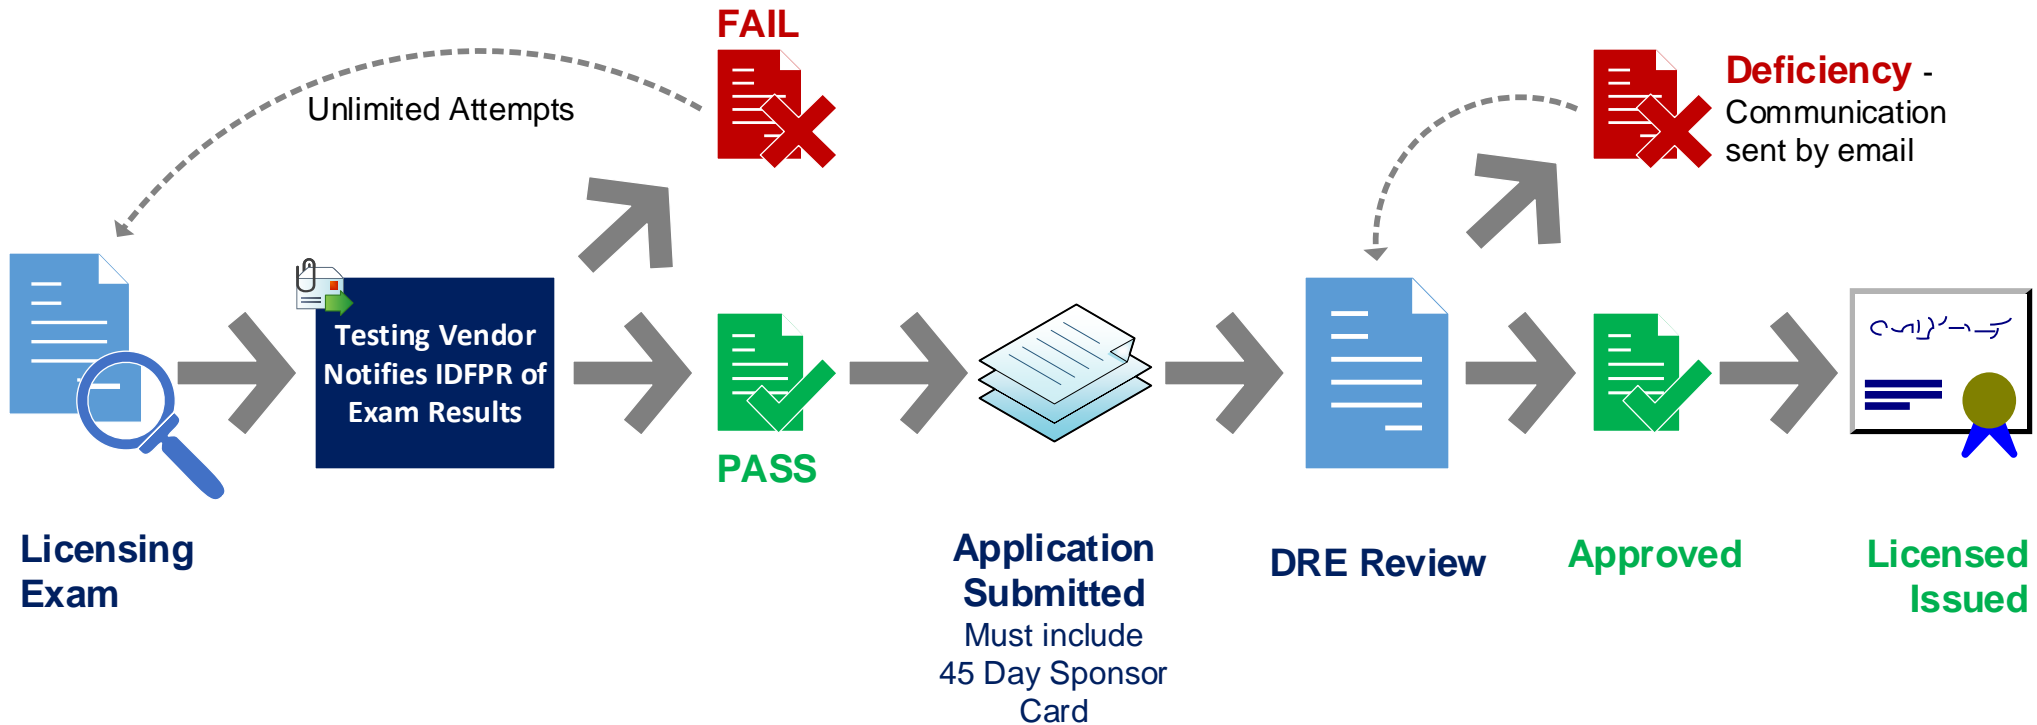 FAIL
Unlimited Attempts
Deficiency -
Communication
sent by email
Testing Vendor
Notifies IDFPR of
Exam Results
PASS
Licensing
Exam
Application
Submitted
Must include
45 Day Sponsor
Card
DRE Review
Approved
Licensed
Issued